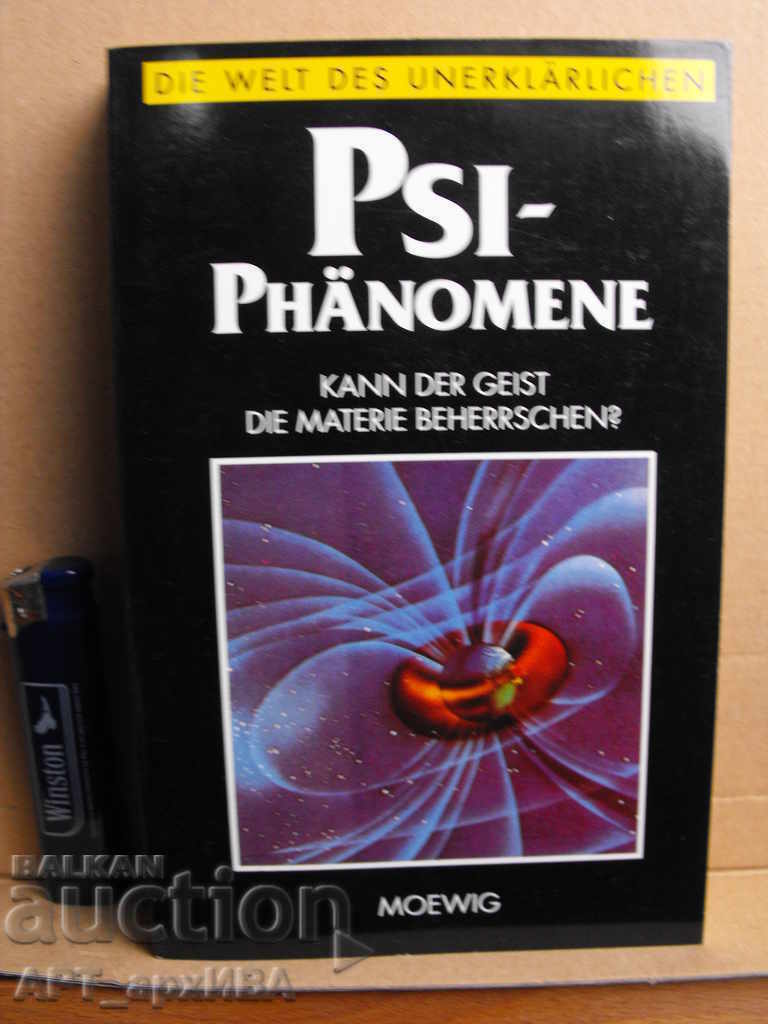 DIE WELT DES UNERKLÄRLICHEN
PSI-
PHÄNOMENE
KANN DER GEIST
DIE MATERIE BEHERRSCHEN?
Winston
MOEWIG
BALKAN
auction
АРТ_архИВА